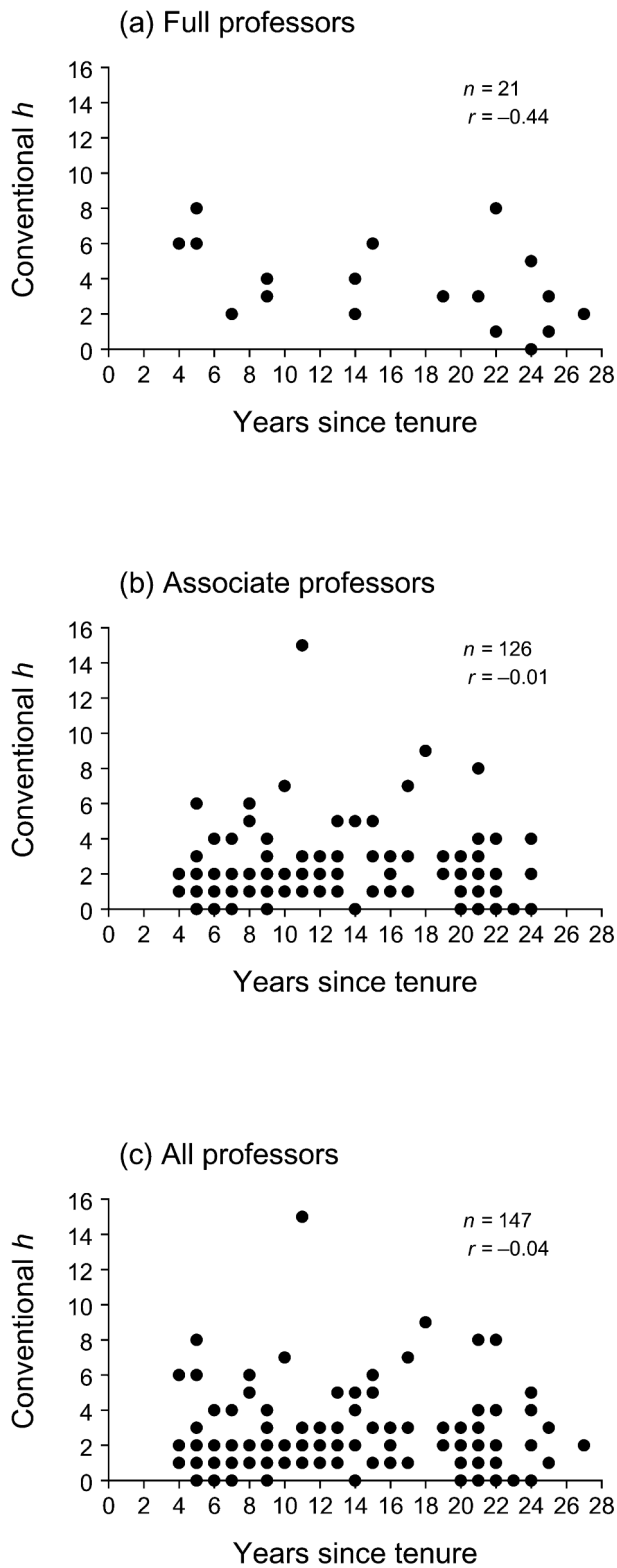 (a) Full professors
16
14
12
10
8
6
4
2
0
Conventional h
n = 21
r = –0.44
0 2 4 6 8 10 12 14 16 18 20 22 24 26 28
Years since tenure
(b) Associate professors
16
14
12
10
8
6
4
2
0
Conventional h
n = 126
r = –0.01
0 2 4 6 8 10 12 14 16 18 20 22 24 26 28
Years since tenure
(c) All professors
16
14
12
10
8
6
4
2
0
Conventional h
n = 147
r = –0.04
0 2 4 6 8 10 12 14 16 18 20 22 24 26 28
Years since tenure